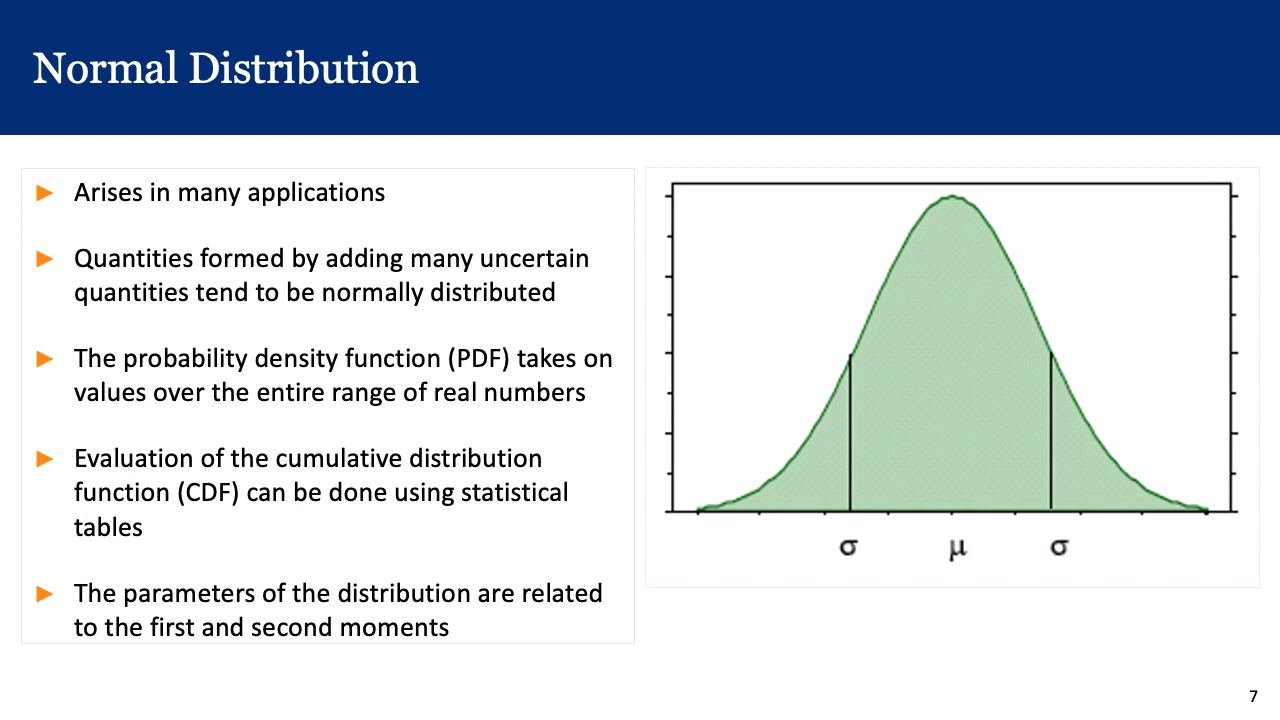 Normal Distribution
► Arises in many applications
► Quantities formed by adding many uncertain
quantities tend to be normally distributed
► The probability density function (PDF) takes on
values over the entire range of real numbers
► Evaluation of the cumulative distribution
function (CDF) can be done using statistical
tables
► The parameters of the distribution are related
to the first and second moments
σ μ σ
7